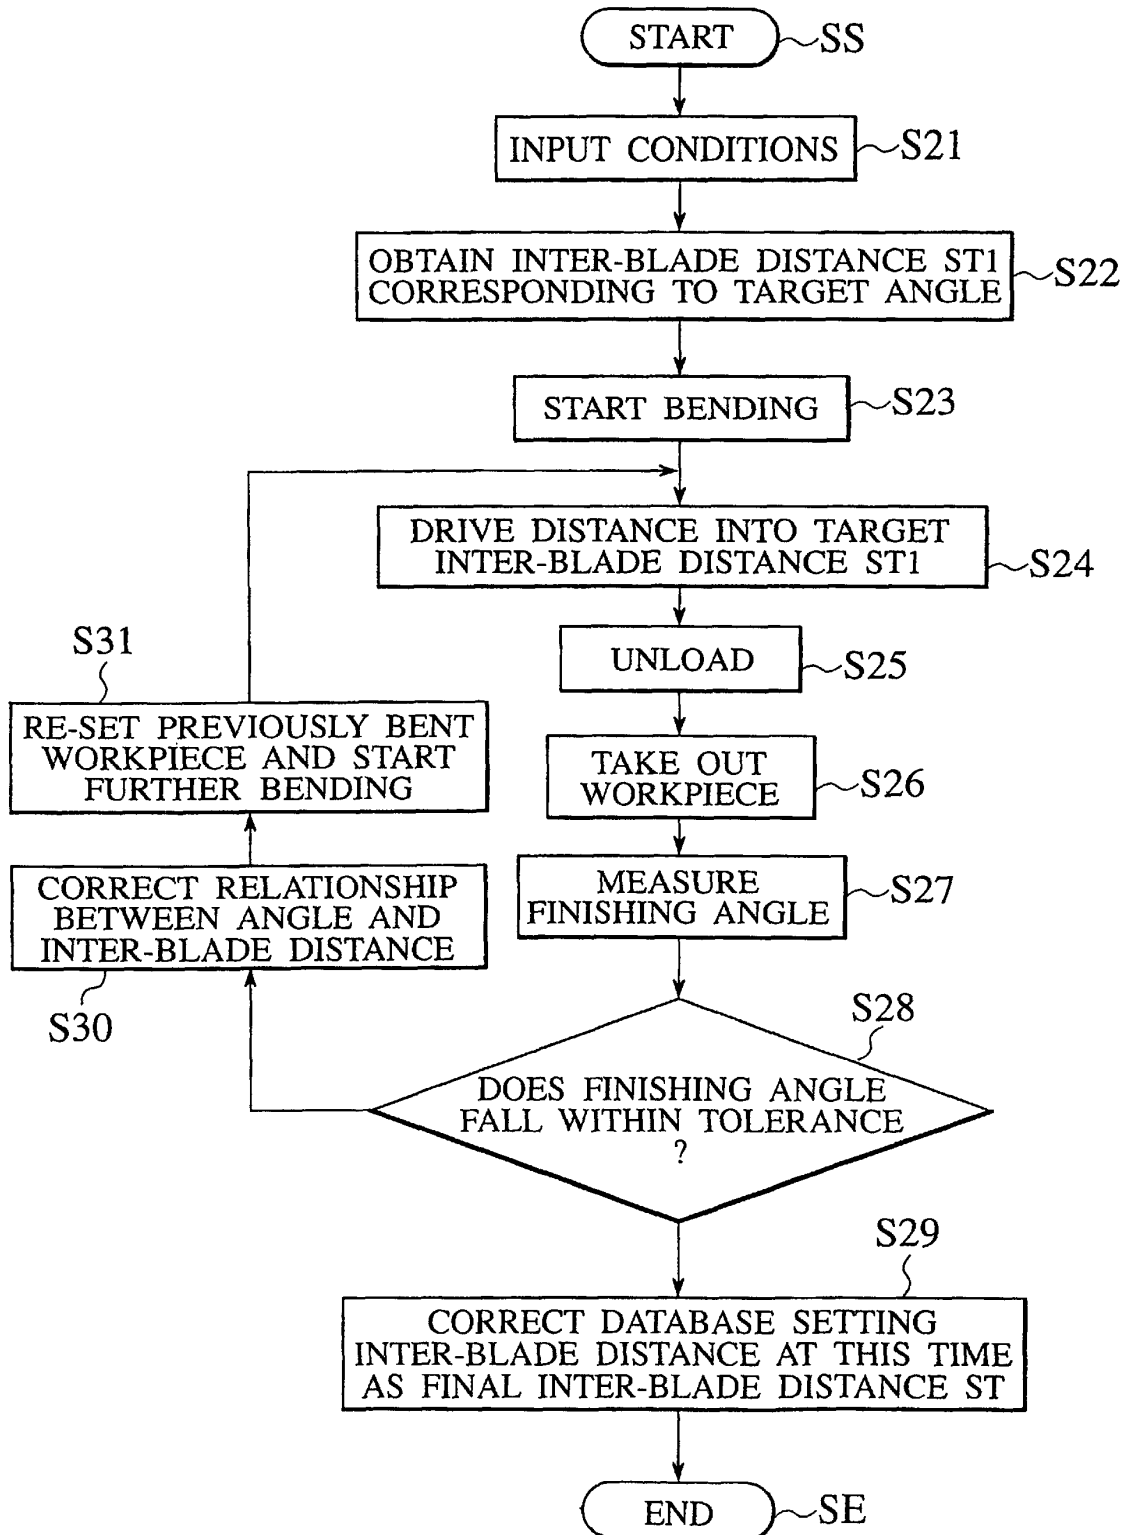 START
SS
INPUT CONDITIONS
S21
OBTAIN INTER-BLADE DISTANCE ST1
CORRESPONDING TO TARGET ANGLE
S22
START BENDING
S23
DRIVE DISTANCE INTO TARGET
INTER-BLADE DISTANCE ST1
S24
UNLOAD
S25
TAKE OUT
WORKPIECE
S26
MEASURE
FINISHING ANGLE
S27
S28
DOES FINISHING ANGLE
FALL WITHIN TOLERANCE
?
S31
RE-SET PREVIOUSLY BENT
WORKPIECE AND START
FURTHER BENDING
CORRECT RELATIONSHIP
BETWEEN ANGLE AND
INTER-BLADE DISTANCE
S30
S29
CORRECT DATABASE SETTING
INTER-BLADE DISTANCE AT THIS TIME
AS FINAL INTER-BLADE DISTANCE ST
END
SE